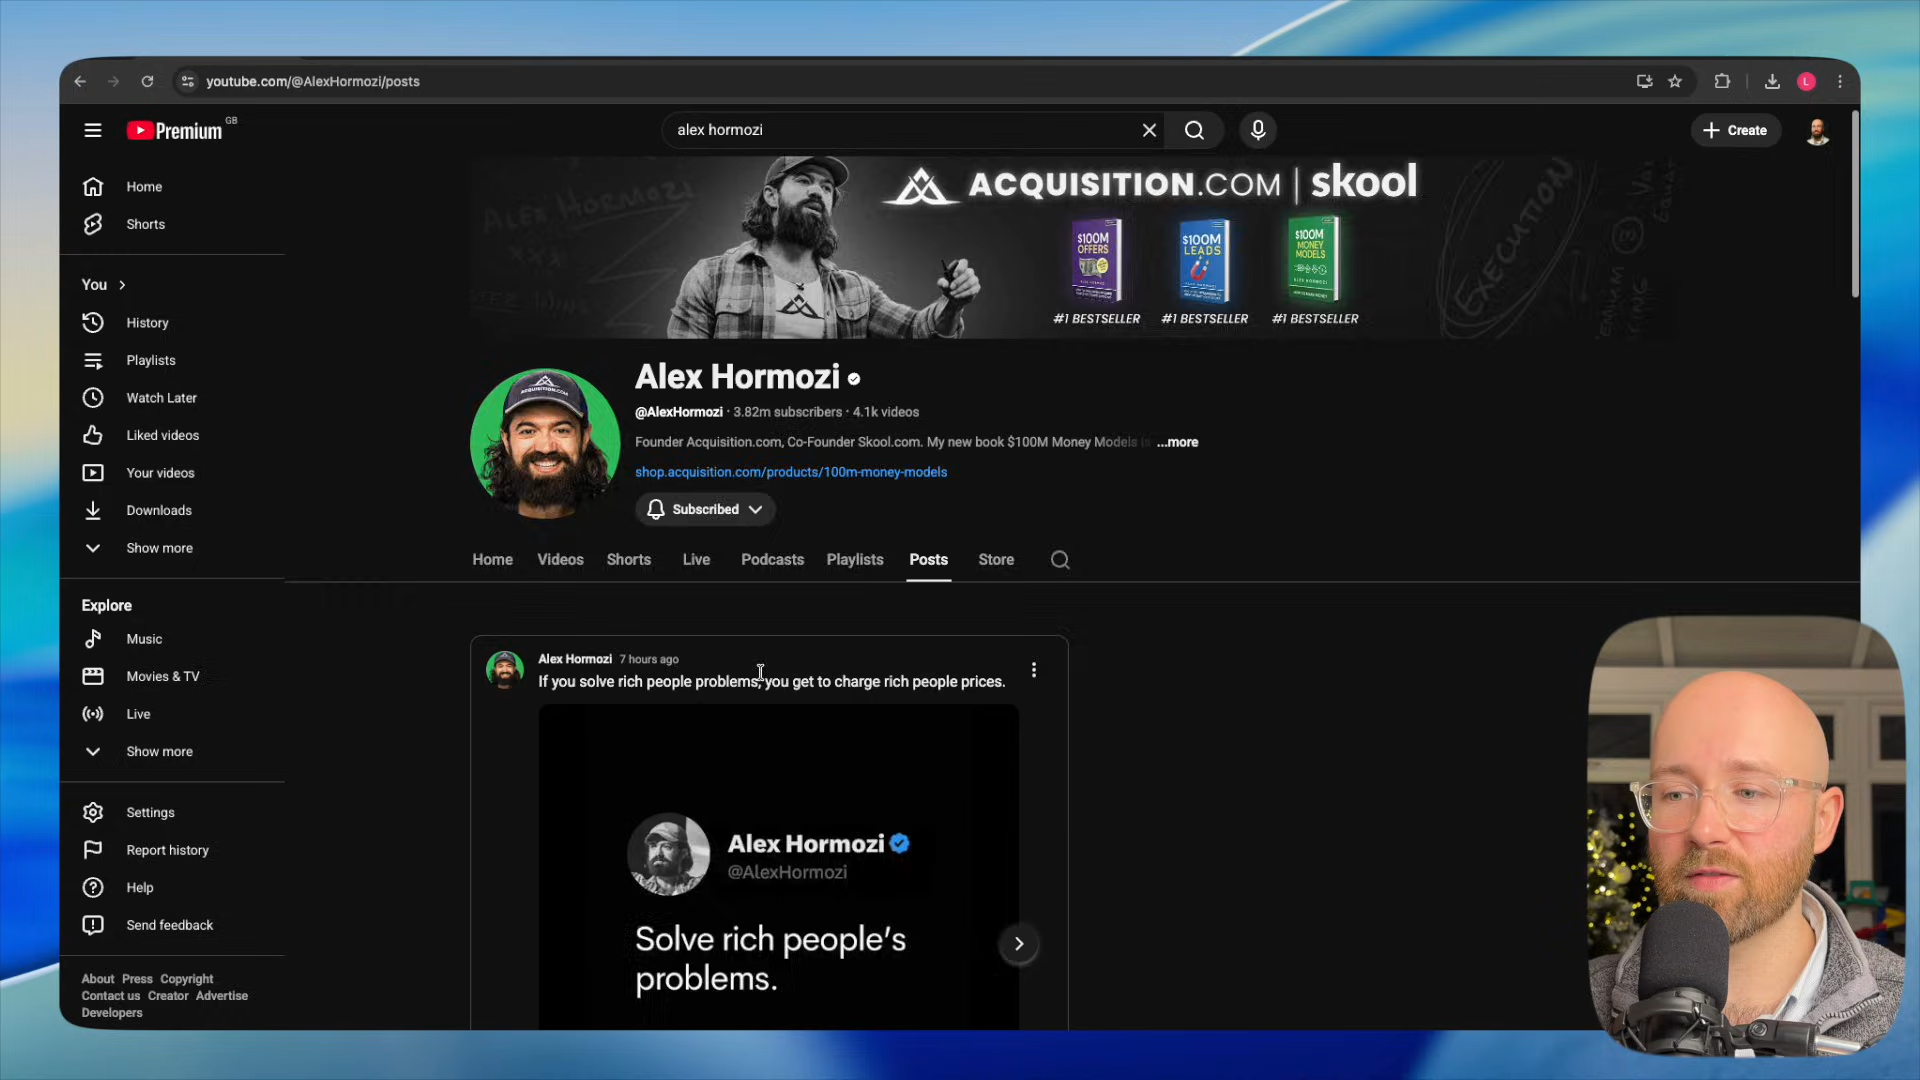 youtube.com/@AlexHormozi/posts
L
Premium GB
alex hormozi
Create
Home
Shorts
You
History
Playlists
Watch Later
Liked videos
Your videos
Downloads
Show more
Explore
Music
Movies & TV
Live
Show more
Settings
Report history
Help
Send feedback
About Press Copyright
Contact us Creator Advertise
Developers
ALEX HORMOZI
ACQUISITION.COM | skool
$100M OFFERS
$100M LEADS
$100M MONEY MODELS
#1 BESTSELLER #1 BESTSELLER #1 BESTSELLER
EXECUTION
ACQUISITION.COM
Alex Hormozi
@AlexHormozi · 3.82m subscribers · 4.1k videos
Founder Acquisition.com, Co-Founder Skool.com. My new book $100M Money Models ...more
shop.acquisition.com/products/100m-money-models
Subscribed
Home Videos Shorts Live Podcasts Playlists Posts Store
Alex Hormozi 7 hours ago
If you solve rich people problems, you get to charge rich people prices.
Alex Hormozi
@AlexHormozi
Solve rich people's
problems.